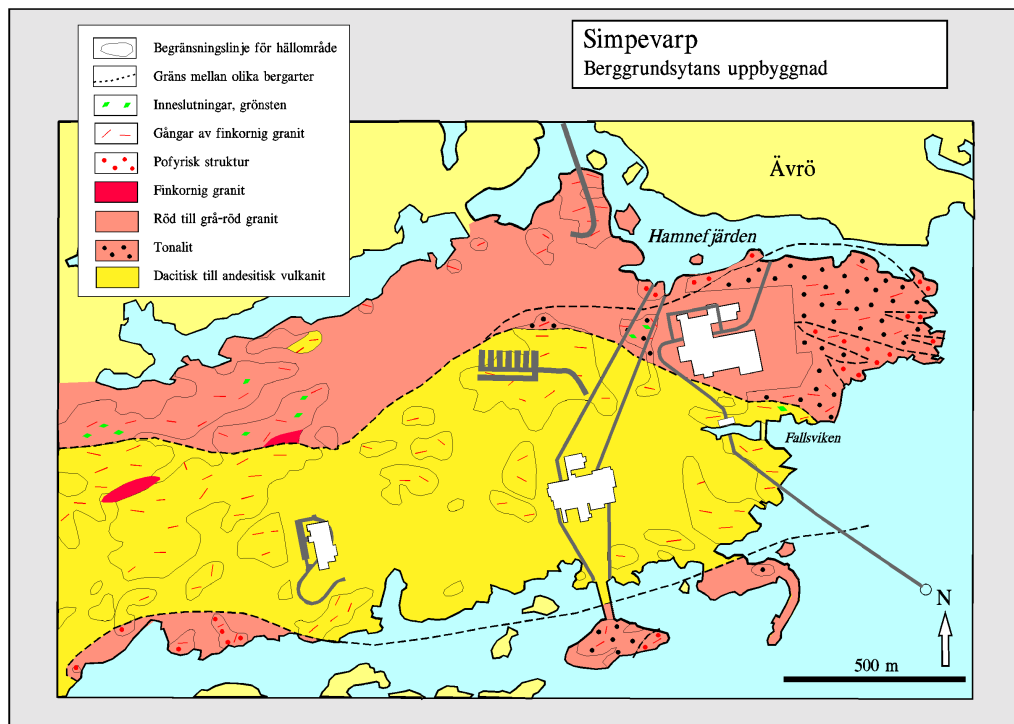 Simpevarp
Berggrundsytans uppbyggnad
Begränsningslinje för hällområde
Gräns mellan olika bergarter
Inneslutningar, grönsten
Gångar av finkornig granit
Pofyrisk struktur
Finkornig granit
Röd till grå-röd granit
Tonalit
Dacitisk till andesitisk vulkanit
Ävrö
Hamnefjärden
Fallsviken
N
500 m